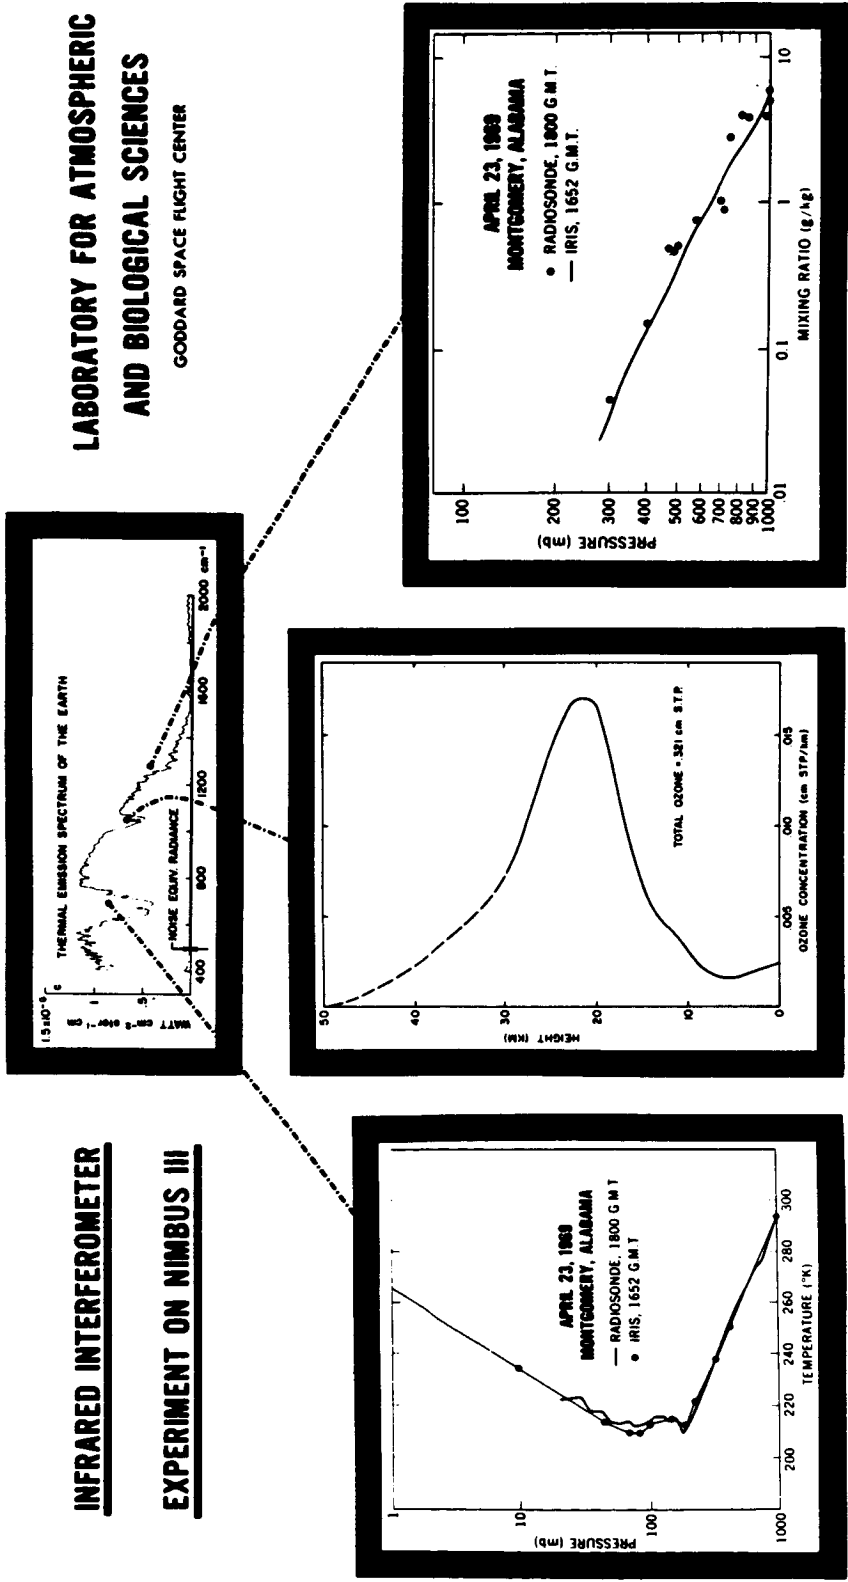 INFRARED INTERFEROMETER
EXPERIMENT ON NIMBUS III
LABORATORY FOR ATMOSPHERIC
AND BIOLOGICAL SCIENCES
GODDARD SPACE FLIGHT CENTER
THERMAL EMISSION SPECTRUM OF THE EARTH
NOISE EQUIV. RADIANCE
1
.5
WATT cm⁻² ster⁻¹ cm
400
800
1200
1600
2000 cm⁻¹
APRIL 23, 1969
MONTGOMERY, ALABAMA
— RADIOSONDE, 1800 G M T
• IRIS, 1652 G.M.T
1
10
100
1000
PRESSURE (mb)
200
220
240
260
280
300
TEMPERATURE (°K)
50
40
30
20
10
0
HEIGHT (KM)
TOTAL OZONE = .321 cm S.T.P.
.005
.015
OZONE CONCENTRATION (cm STP/km)
APRIL 23, 1969
MONTGOMERY, ALABAMA
• RADIOSONDE, 1800 G M T.
— IRIS, 1652 G.M.T.
100
200
300
400
500
600
700
800
900
1000
PRESSURE (mb)
.01
0.1
1
10
MIXING RATIO (g/kg)